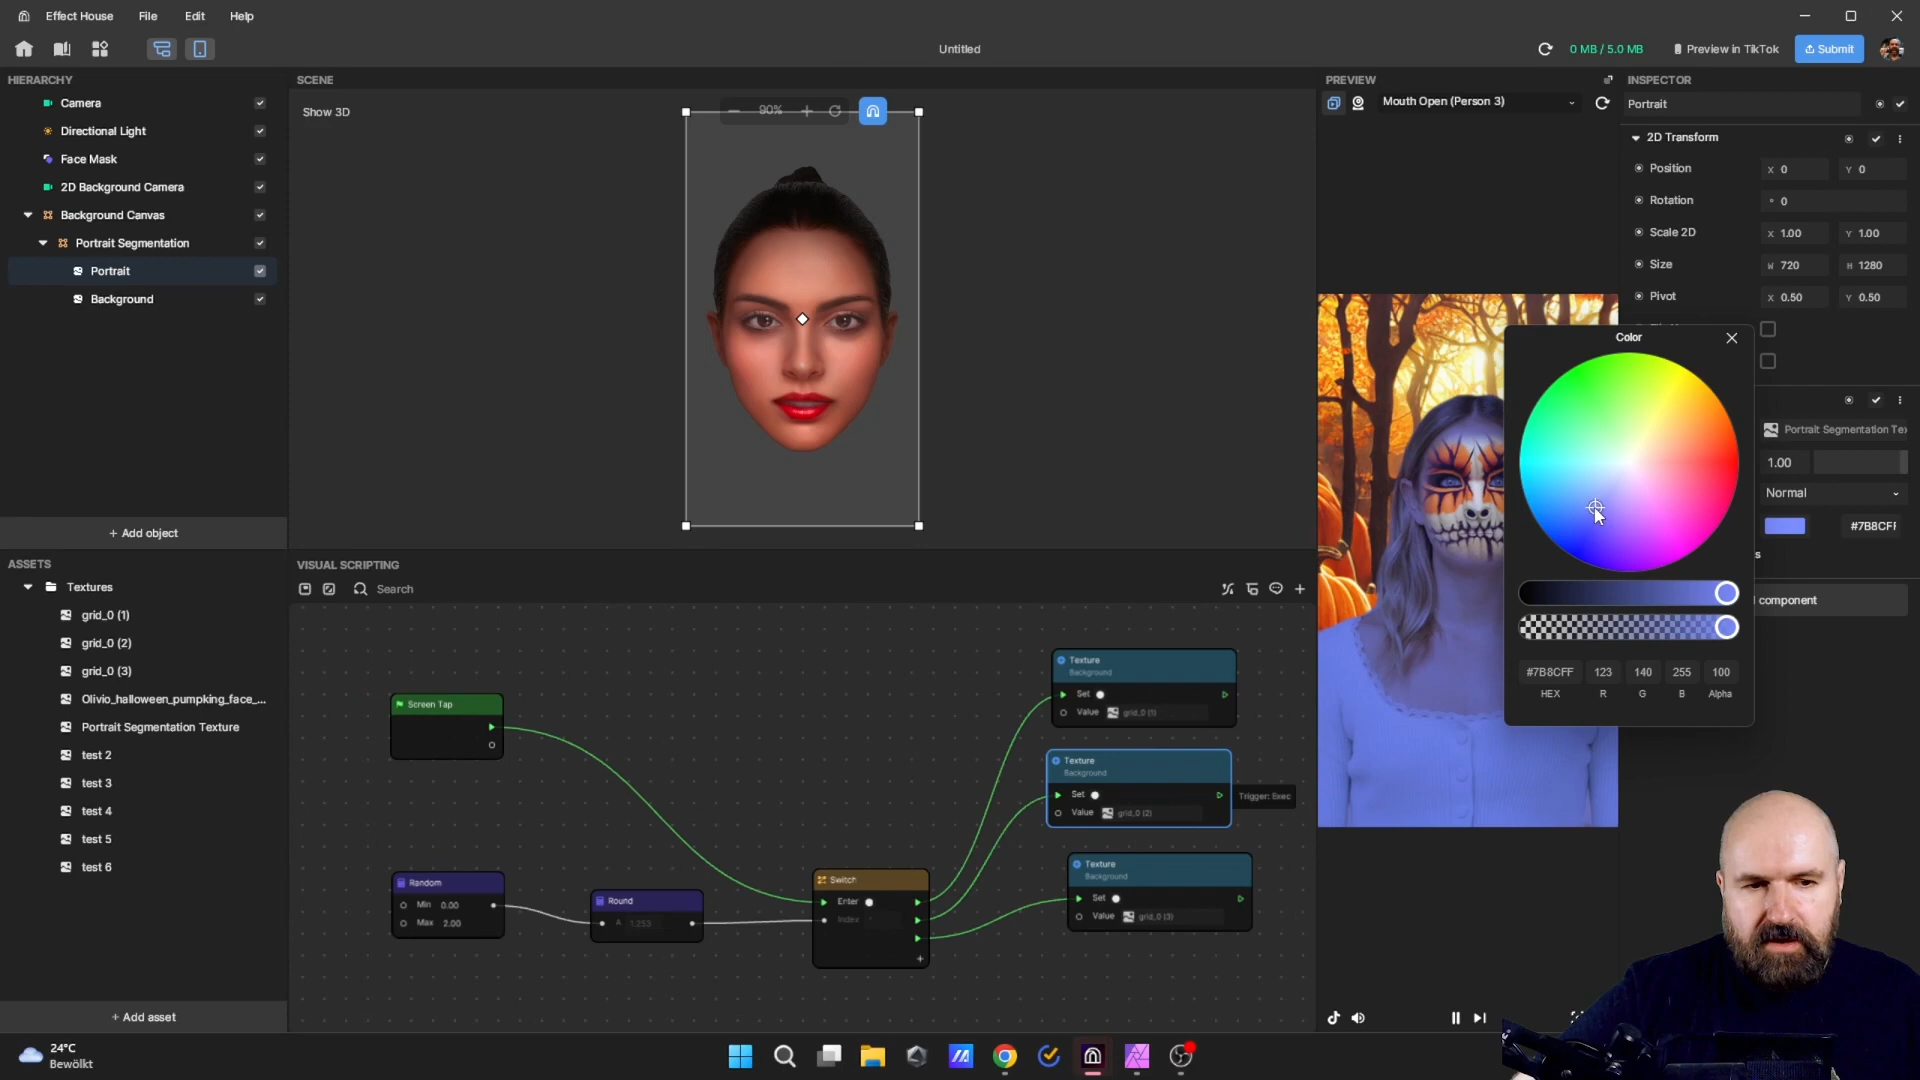 Effect House File Edit Help
Untitled
0 MB / 5.0 MB
Preview in TikTok
Submit
HIERARCHY
Camera
Directional Light
Face Mask
2D Background Camera
Background Canvas
Portrait Segmentation
Portrait
Background
+ Add object
ASSETS
Textures
grid_0 (1)
grid_0 (2)
grid_0 (3)
Olivio_halloween_pumpking_face_...
Portrait Segmentation Texture
test 2
test 3
test 4
test 5
test 6
+ Add asset
SCENE
Show 3D
90%
VISUAL SCRIPTING
Search
Screen Tap
Random
Min 0.00
Max 2.00
Round
A 1.253
Switch
Enter
Index
Texture
Background
Set
Value grid_0 (1)
Texture
Background
Set
Value grid_0 (2)
Trigger: Exec
Texture
Background
Set
Value grid_0 (3)
PREVIEW
Mouth Open (Person 3)
INSPECTOR
Portrait
2D Transform
Position X 0 Y 0
Rotation ° 0
Scale 2D X 1.00 Y 1.00
Size W 720 H 1280
Pivot X 0.50 Y 0.50
Portrait Segmentation Tex
1.00
Normal
#7B8CFF
component
Color
#7B8CFF 123 140 255 100
HEX R G B Alpha
24°C
Bewölkt